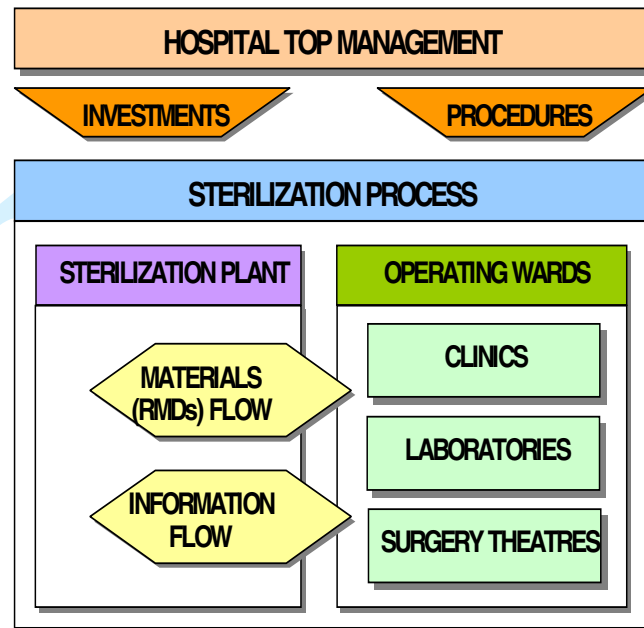 HOSPITAL TOP MANAGEMENT
INVESTMENTS
PROCEDURES
STERILIZATION PROCESS
STERILIZATION PLANT
OPERATING WARDS
MATERIALS
(RMDs) FLOW
INFORMATION
FLOW
CLINICS
LABORATORIES
SURGERY THEATRES